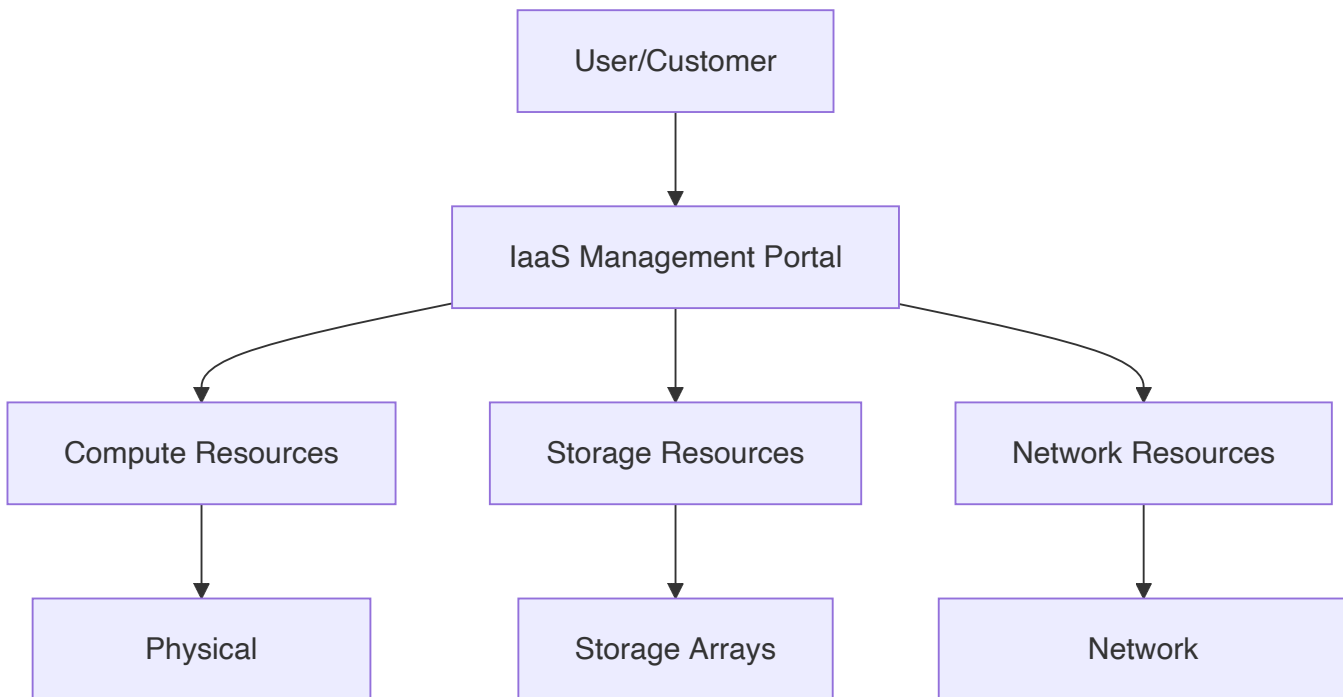 User/Customer
IaaS Management Portal
Compute Resources
Storage Resources
Network Resources
Physical
Storage Arrays
Network